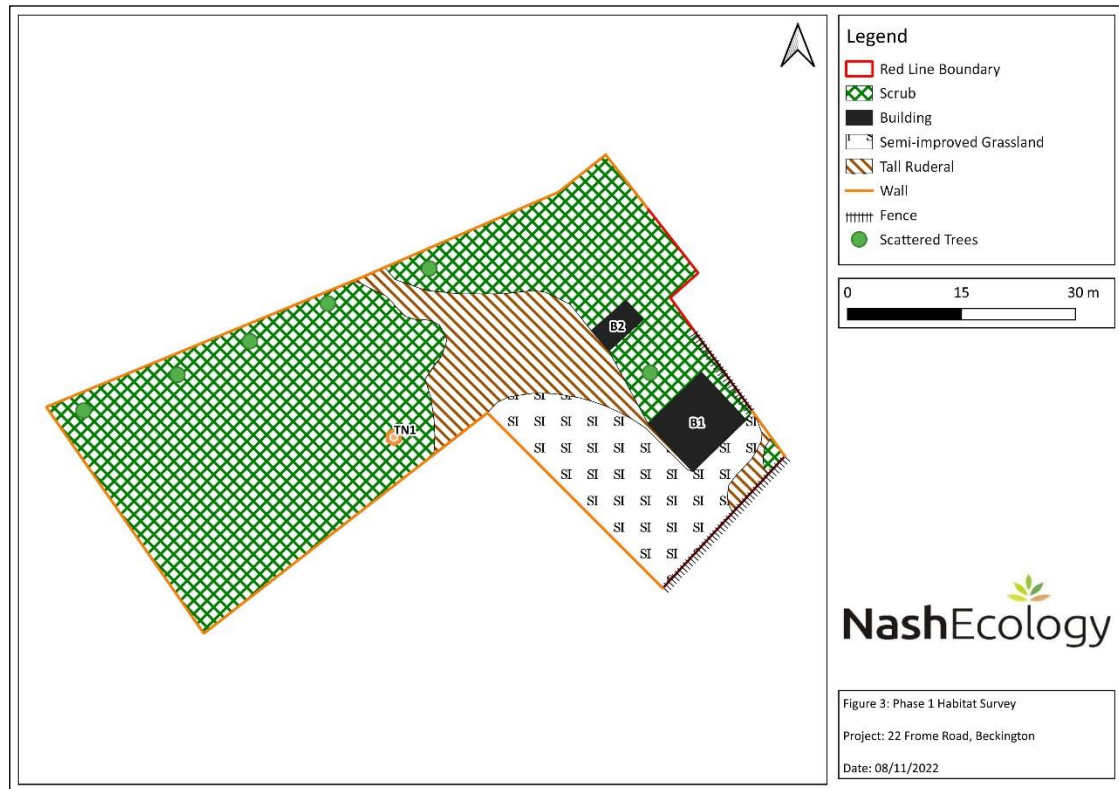 Legend
Red Line Boundary
Scrub
Building
Semi-improved Grassland
Tall Ruderal
Wall
Fence
Scattered Trees
0 15 30 m
B2
B1
TN1
SI SI SI SI SI SI SI
SI SI SI SI SI SI SI
SI SI SI SI SI SI SI
SI SI SI SI SI SI
SI SI SI SI
SI SI
NashEcology
Figure 3: Phase 1 Habitat Survey
Project: 22 Frome Road, Beckington
Date: 08/11/2022